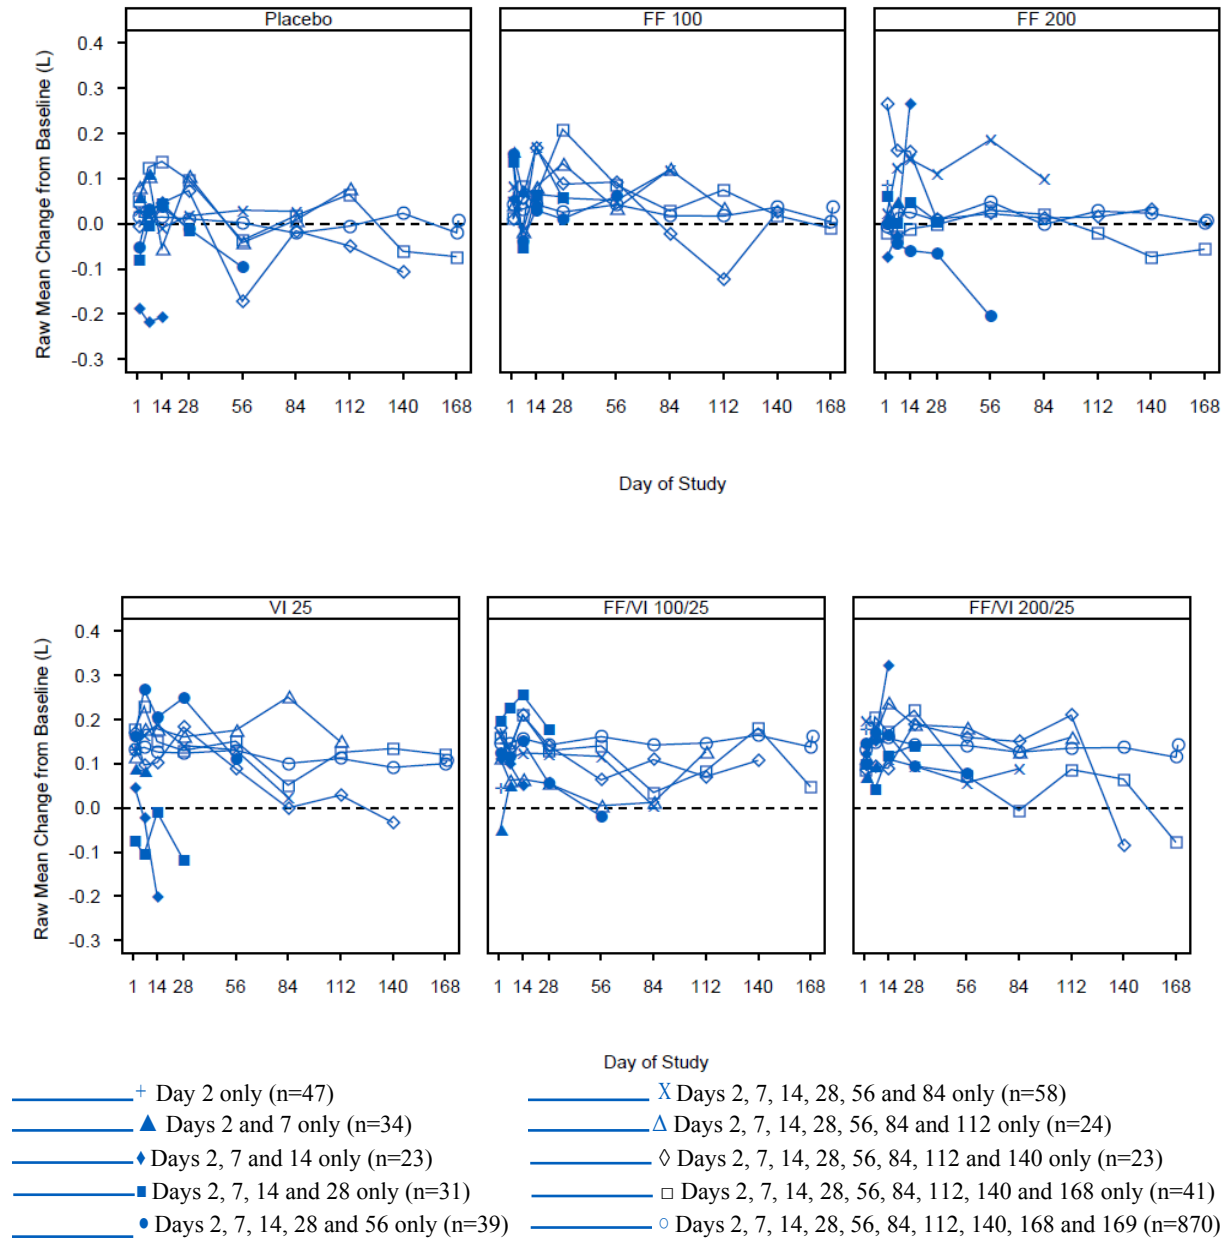 Placebo FF 100 FF 200
Raw Mean Change from Baseline (L)
0.4
0.3
0.2
0.1
0.0
-0.1
-0.2
-0.3
1 14 28 56 84 112 140 168 1 14 28 56 84 112 140 168 1 14 28 56 84 112 140 168
Day of Study
VI 25 FF/VI 100/25 FF/VI 200/25
Raw Mean Change from Baseline (L)
0.4
0.3
0.2
0.1
0.0
-0.1
-0.2
-0.3
1 14 28 56 84 112 140 168 1 14 28 56 84 112 140 168 1 14 28 56 84 112 140 168
Day of Study
Day 2 only (n=47)
Days 2 and 7 only (n=34)
Days 2, 7 and 14 only (n=23)
Days 2, 7, 14 and 28 only (n=31)
Days 2, 7, 14, 28 and 56 only (n=39)
Days 2, 7, 14, 28, 56 and 84 only (n=58)
Days 2, 7, 14, 28, 56, 84 and 112 only (n=24)
Days 2, 7, 14, 28, 56, 84, 112 and 140 only (n=23)
Days 2, 7, 14, 28, 56, 84, 112, 140 and 168 only (n=41)
Days 2, 7, 14, 28, 56, 84, 112, 140, 168 and 169 (n=870)